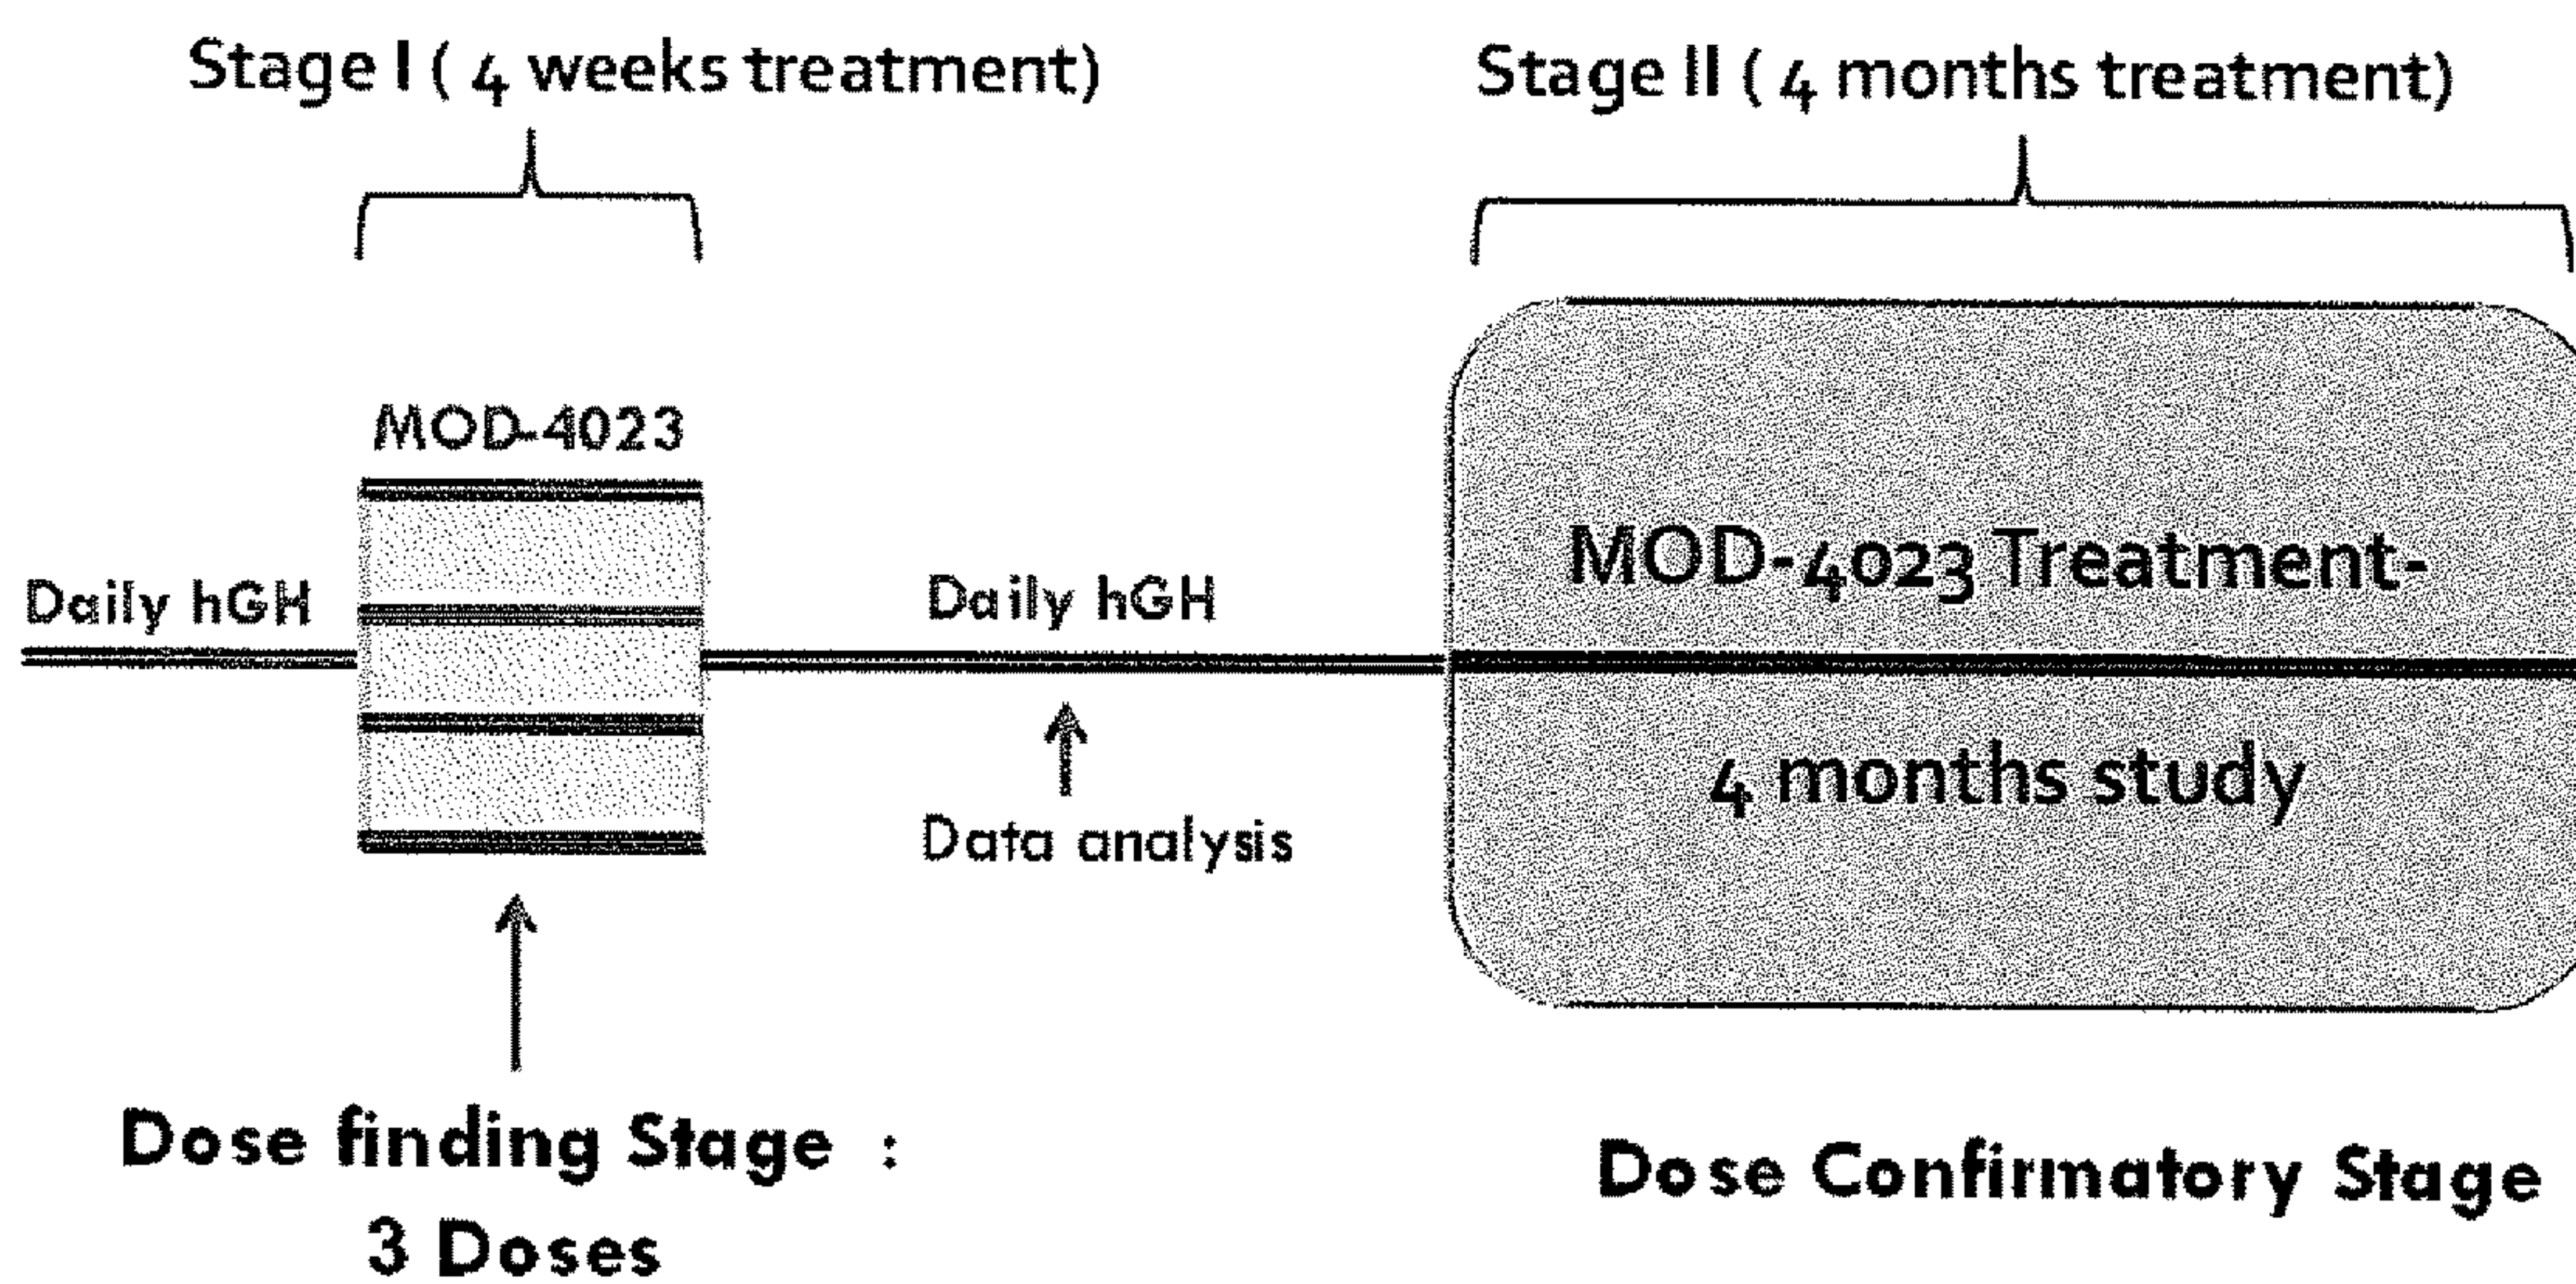 Stage I ( 4 weeks treatment)
Stage II ( 4 months treatment)
MOD-4023
Daily hGH
Daily hGH
MOD-4023 Treatment-
4 months study
Data analysis
Dose finding Stage :
3 Doses
Dose Confirmatory Stage